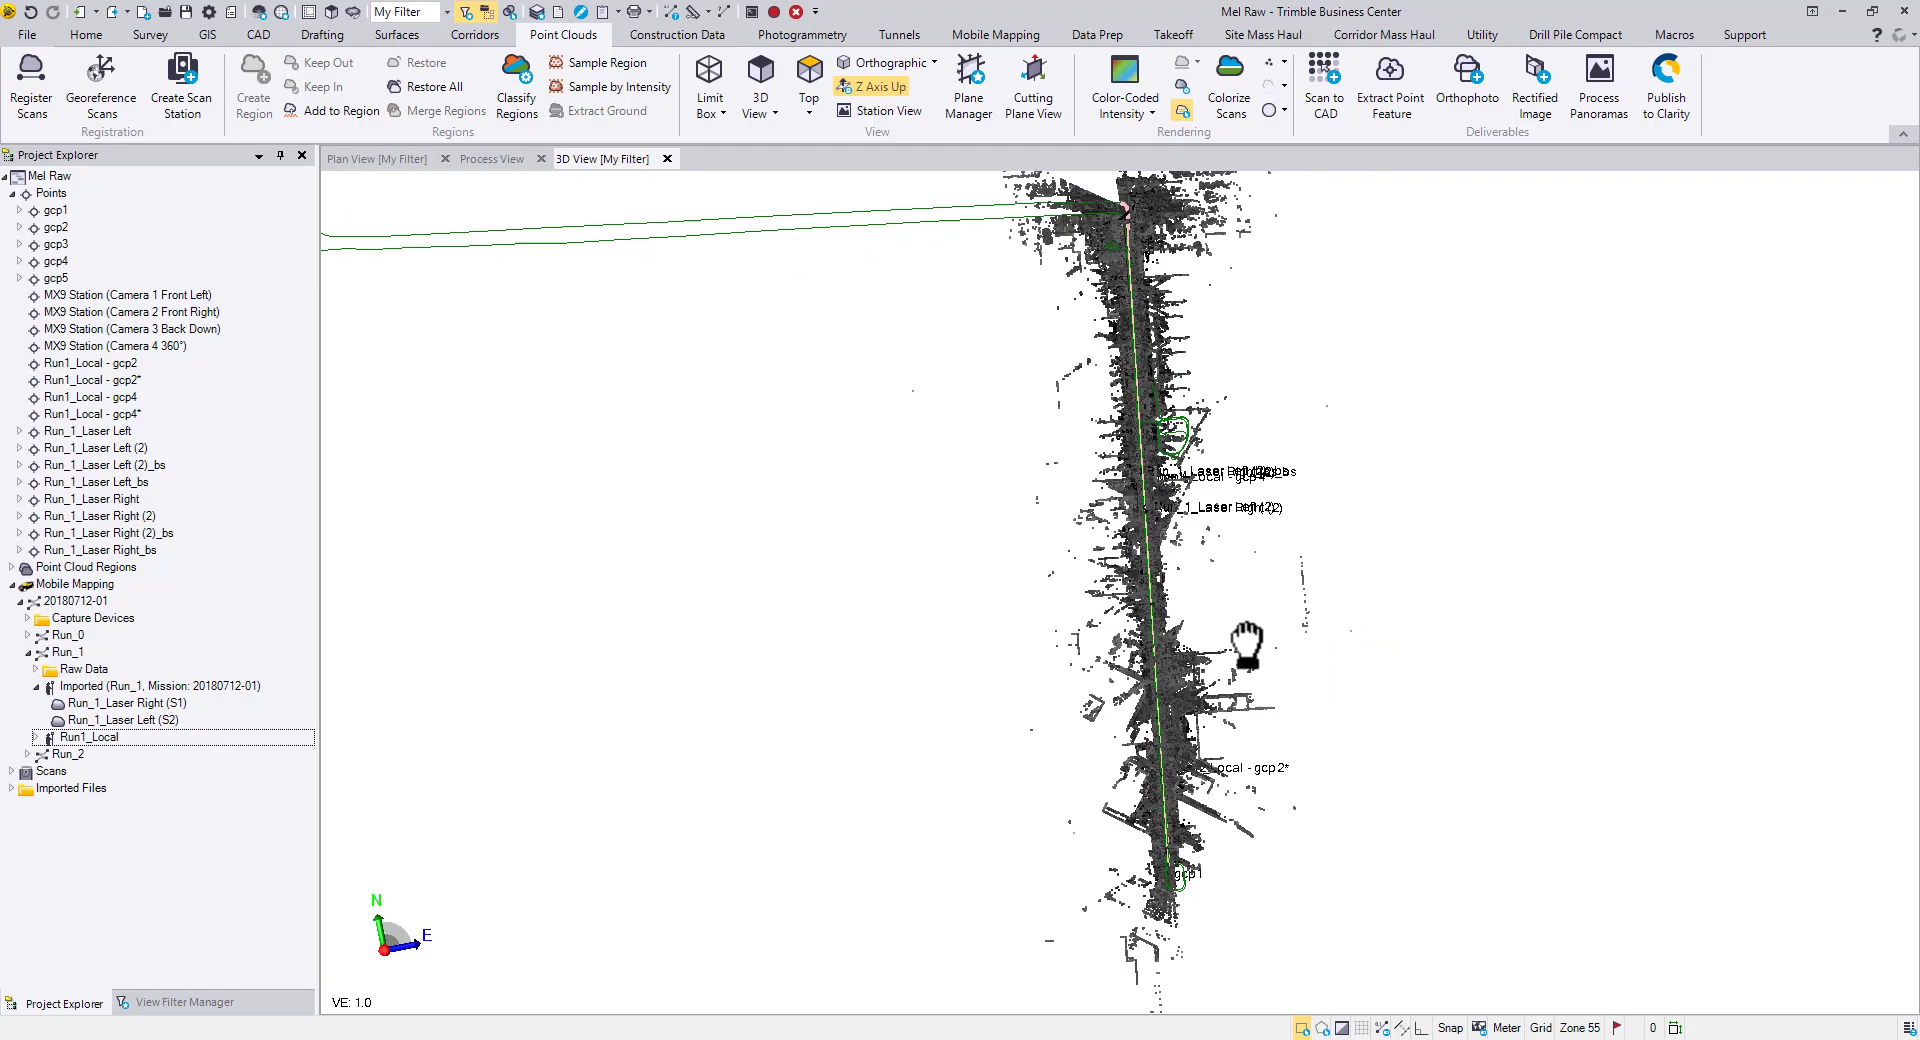 My Filter
Mel Raw - Trimble Business Center
File Home Survey GIS CAD Drafting Surfaces Corridors Point Clouds Construction Data Photogrammetry Tunnels Mobile Mapping Data Prep Takeoff Site Mass Haul Corridor Mass Haul Utility Drill Pile Compact Macros Support
Register Scans
Georeference Scans
Create Scan Station
Registration
Create Region
Keep Out
Keep In
Add to Region
Restore
Restore All
Merge Regions
Regions
Classify Regions
Sample Region
Sample by Intensity
Extract Ground
Limit Box
3D View
Top
Orthographic
Z Axis Up
Station View
View
Plane Manager
Cutting Plane View
Color-Coded Intensity
Colorize Scans
Rendering
Scan to CAD
Extract Point Feature
Orthophoto
Rectified Image
Process Panoramas
Publish to Clarity
Deliverables
Project Explorer
Plan View [My Filter]
Process View
3D View [My Filter]
Mel Raw
Points
gcp1
gcp2
gcp3
gcp4
gcp5
MX9 Station (Camera 1 Front Left)
MX9 Station (Camera 2 Front Right)
MX9 Station (Camera 3 Back Down)
MX9 Station (Camera 4 360°)
Run1_Local - gcp2
Run1_Local - gcp2*
Run1_Local - gcp4
Run1_Local - gcp4*
Run_1_Laser Left
Run_1_Laser Left (2)
Run_1_Laser Left (2)_bs
Run_1_Laser Left_bs
Run_1_Laser Right
Run_1_Laser Right (2)
Run_1_Laser Right (2)_bs
Run_1_Laser Right_bs
Point Cloud Regions
Mobile Mapping
20180712-01
Capture Devices
Run_0
Run_1
Raw Data
Imported (Run_1, Mission: 20180712-01)
Run_1_Laser Right (S1)
Run_1_Laser Left (S2)
Run1_Local
Run_2
Scans
Imported Files
Local - gcp2*
gcp1
N
E
VE: 1.0
Project Explorer
View Filter Manager
Snap
Meter
Grid
Zone 55
0